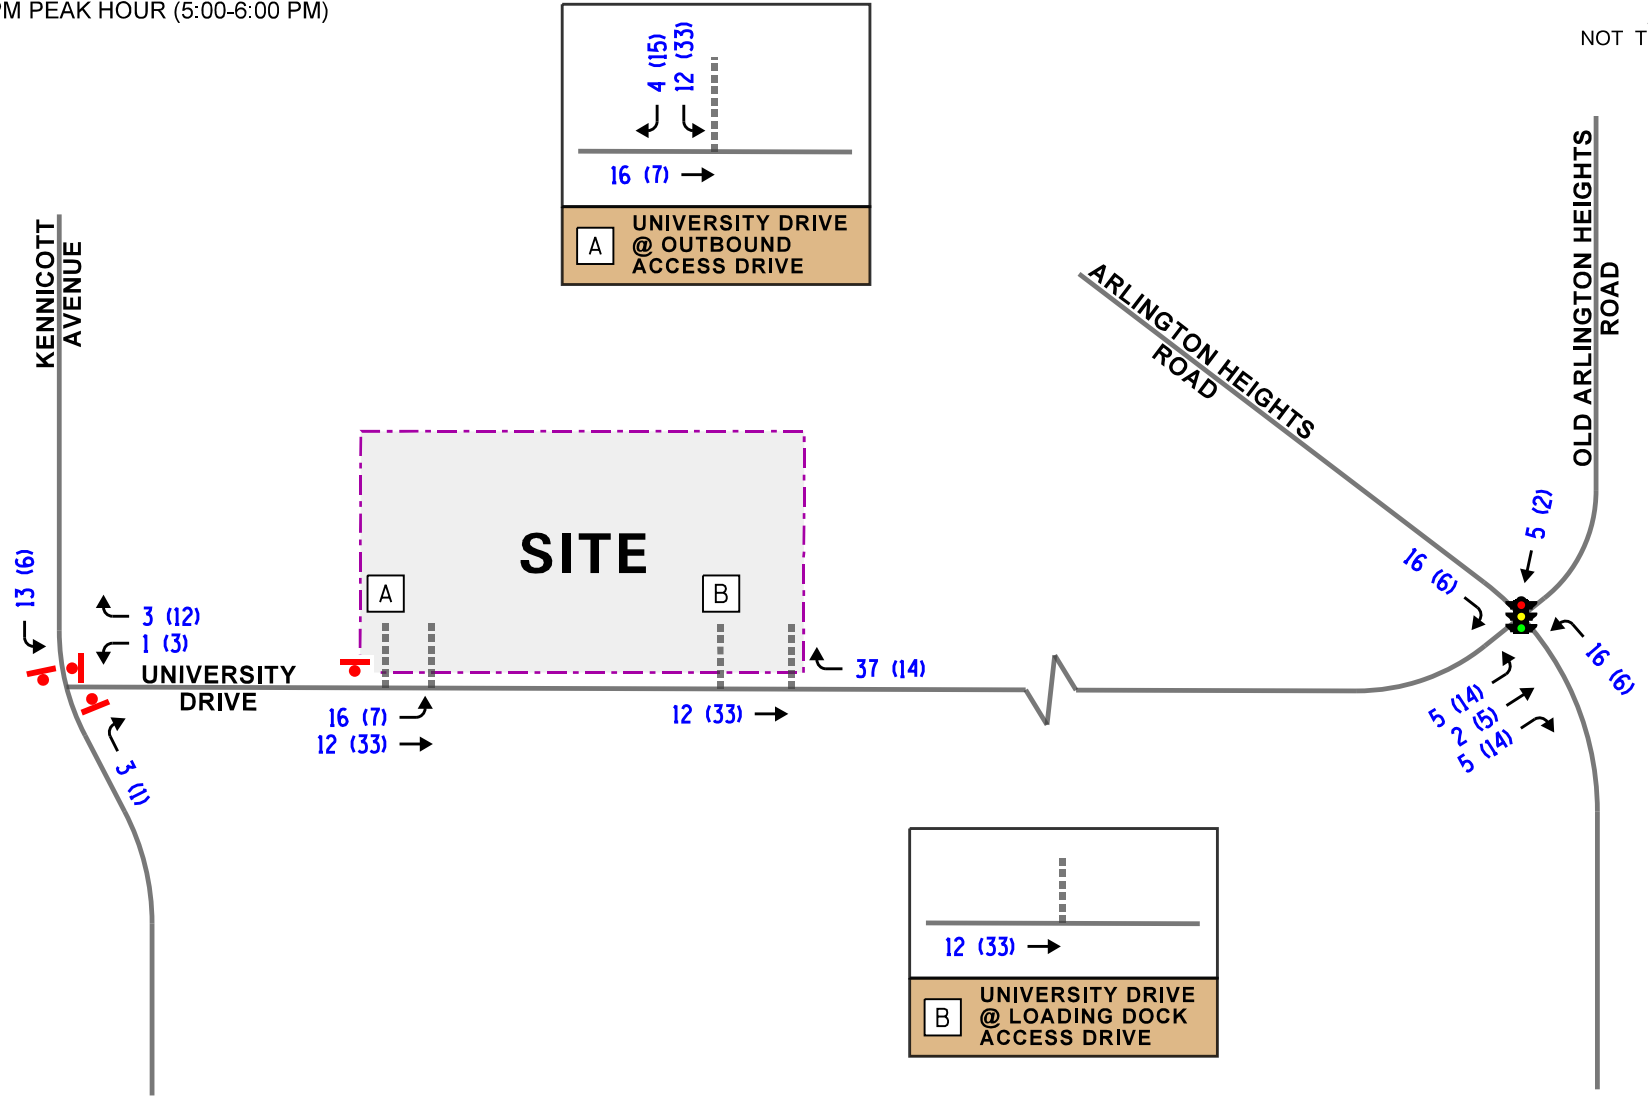 PM PEAK HOUR (5:00-6:00 PM)
NOT T
4 (15)
12 (33)
16 (7)
A
UNIVERSITY DRIVE
@ OUTBOUND
ACCESS DRIVE
KENNICOTT
AVENUE
ARLINGTON HEIGHTS
ROAD
OLD ARLINGTON HEIGHTS
ROAD
SITE
A
B
13 (6)
3 (12)
1 (3)
UNIVERSITY
DRIVE
3 (1)
16 (7)
12 (33)
12 (33)
37 (14)
5 (2)
16 (6)
16 (6)
5 (14)
2 (5)
5 (14)
12 (33)
B
UNIVERSITY DRIVE
@ LOADING DOCK
ACCESS DRIVE